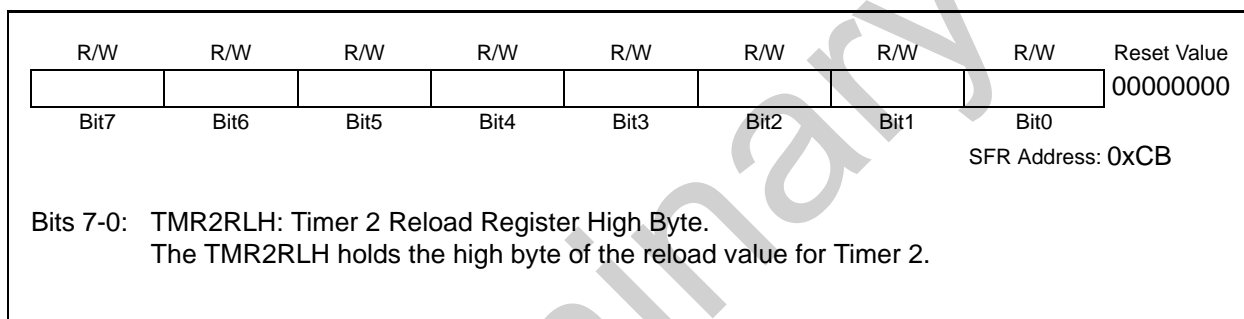 R/W R/W R/W R/W R/W R/W R/W R/W Reset Value
00000000
Bit7 Bit6 Bit5 Bit4 Bit3 Bit2 Bit1 Bit0
SFR Address: 0xCB
Bits 7-0: TMR2RLH: Timer 2 Reload Register High Byte.
The TMR2RLH holds the high byte of the reload value for Timer 2.
inary